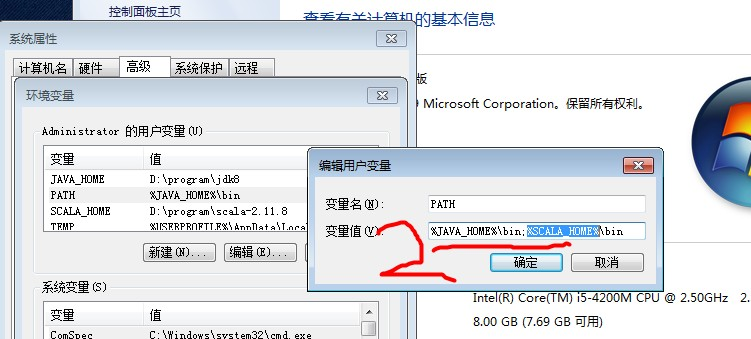 控制面板主页
查看有关计算机的基本信息
系统属性
计算机名 硬件 高级 系统保护 远程
环境变量
版
Microsoft Corporation。保留所有权利。
Administrator 的用户变量(U)
变量 值
JAVA_HOME D:\program\jdk8
PATH %JAVA_HOME%\bin
SCALA_HOME D:\program\scala-2.11.8
TEMP %USERPROFILE%\AppData\Local
新建(N)... 编辑(E)...
编辑用户变量
变量名(N): PATH
变量值(V): %JAVA_HOME%\bin;%SCALA_HOME%\bin
2
确定 取消
系统变量(S)
变量 值
ComSpec C:\Windows\system32\cmd.exe
Intel(R) Core(TM) i5-4200M CPU @ 2.50GHz 2.
8.00 GB (7.69 GB 可用)